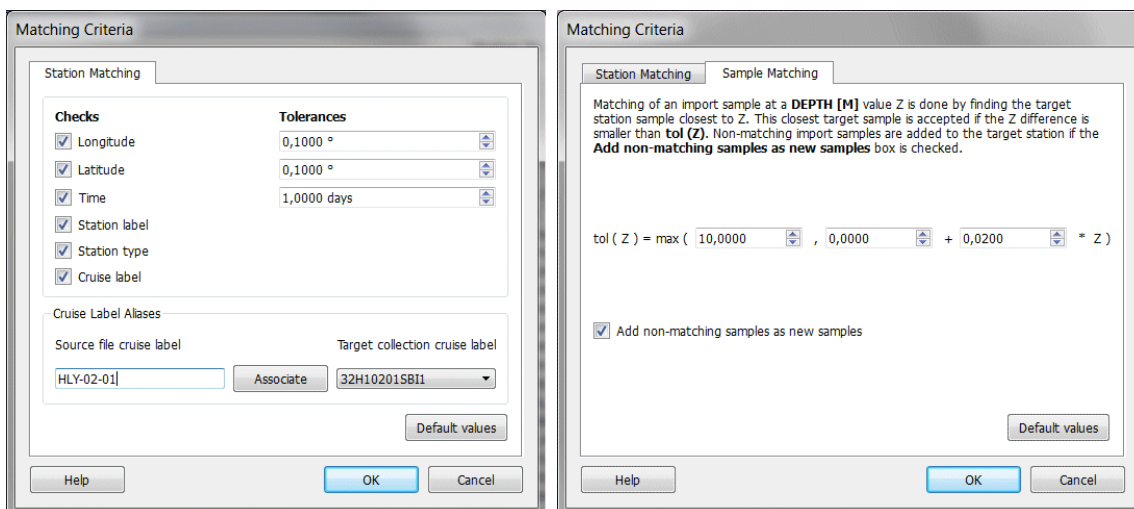 Matching Criteria
Station Matching
Checks
Tolerances
Longitude
0,1000 °
Latitude
0,1000 °
Time
1,0000 days
Station label
Station type
Cruise label
Cruise Label Aliases
Source file cruise label
Target collection cruise label
HLY-02-01
Associate
32H10201SBI1
Default values
Help
OK
Cancel
Matching Criteria
Station Matching
Sample Matching
Matching of an import sample at a DEPTH [M] value Z is done by finding the target
station sample closest to Z. This closest target sample is accepted if the Z difference is
smaller than tol (Z). Non-matching import samples are added to the target station if the
Add non-matching samples as new samples box is checked.
tol ( Z ) = max ( 10,0000 , 0,0000 + 0,0200 * Z )
Add non-matching samples as new samples
Default values
Help
OK
Cancel